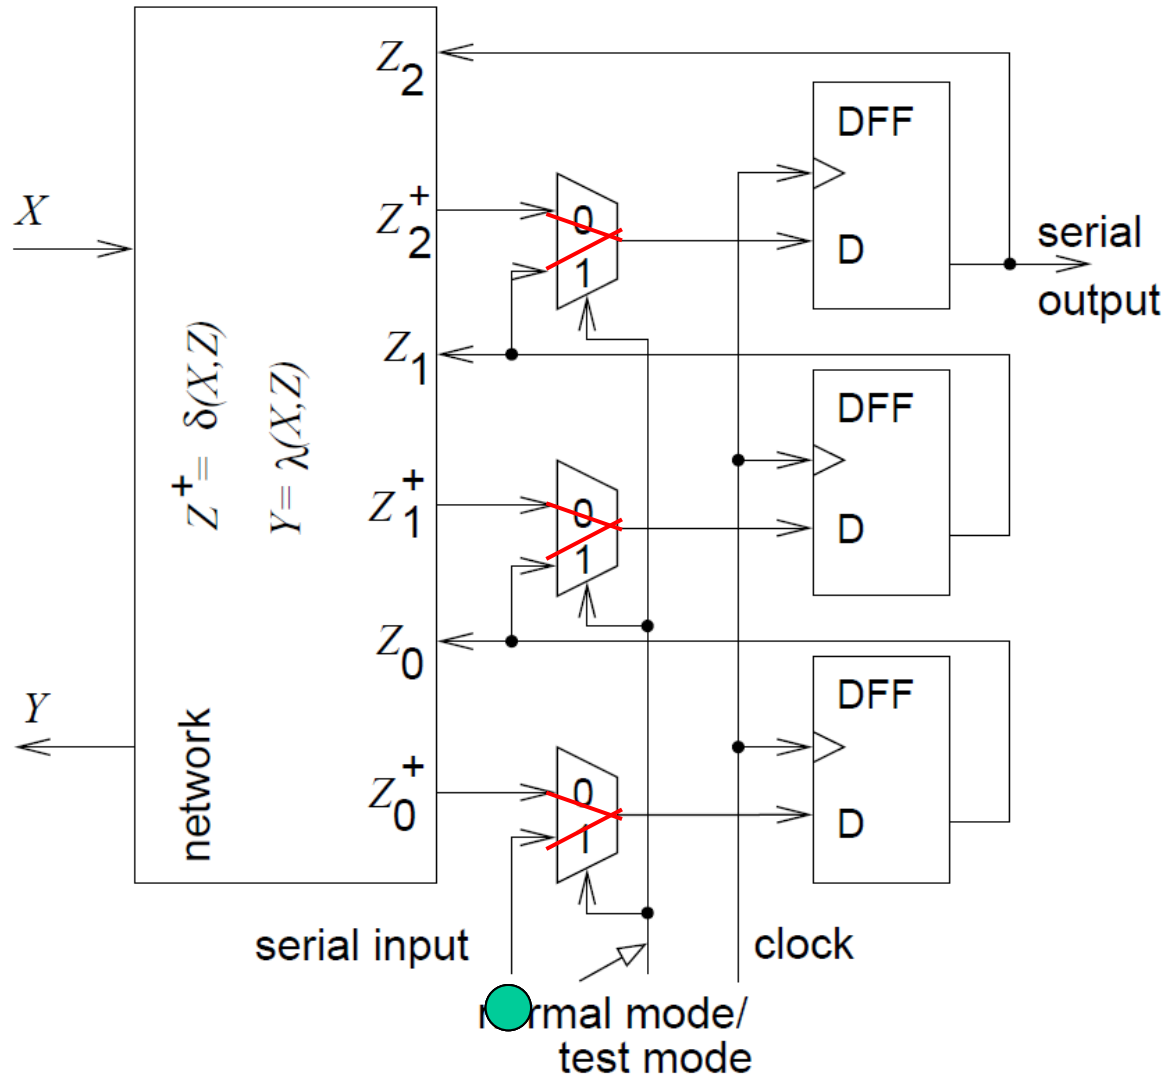 Z2
DFF
X
Z2+
0
serial
D
1
output
Z1
Z+= δ(X,Z)
Y= λ(X,Z)
DFF
Z1+
0
D
1
Z0
Y
DFF
network
Z0+
0
D
1
serial input
clock
mode/
test mode